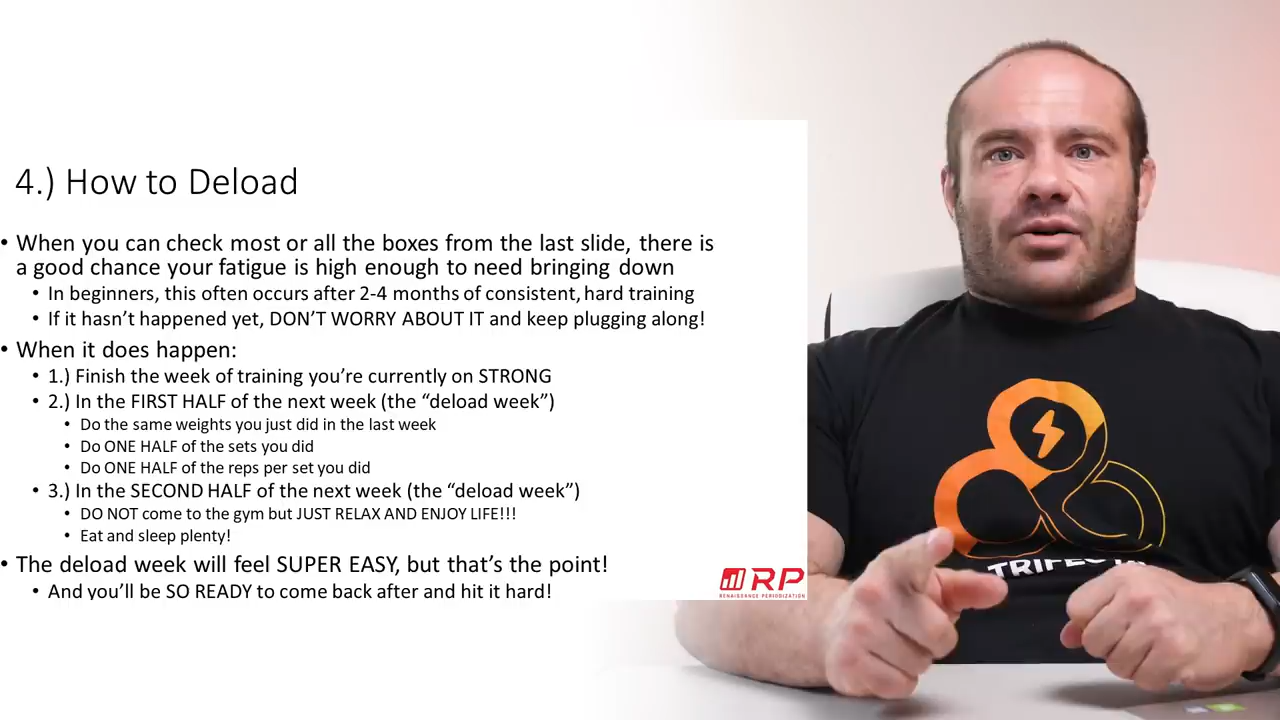 4.) How to Deload
• When you can check most or all the boxes from the last slide, there is
a good chance your fatigue is high enough to need bringing down
• In beginners, this often occurs after 2-4 months of consistent, hard training
• If it hasn't happened yet, DON'T WORRY ABOUT IT and keep plugging along!
• When it does happen:
• 1.) Finish the week of training you're currently on STRONG
• 2.) In the FIRST HALF of the next week (the “deload week”)
• Do the same weights you just did in the last week
• Do ONE HALF of the sets you did
• Do ONE HALF of the reps per set you did
• 3.) In the SECOND HALF of the next week (the “deload week”)
• DO NOT come to the gym but JUST RELAX AND ENJOY LIFE!!!
• Eat and sleep plenty!
• The deload week will feel SUPER EASY, but that's the point!
• And you'll be SO READY to come back after and hit it hard!
RP
RENAISSANCE PERIODIZATION